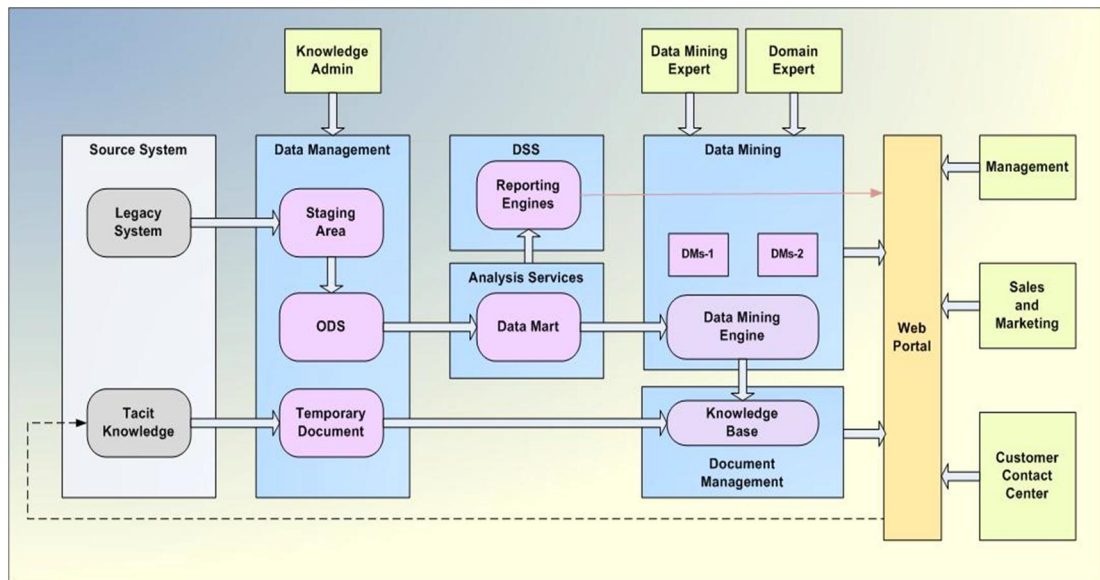 Knowledge
Admin
Data Mining
Expert
Domain
Expert
Source System
Data Management
DSS
Data Mining
Legacy
System
Staging
Area
Reporting
Engines
Management
DMs-1
DMs-2
Analysis Services
ODS
Data Mart
Data Mining
Engine
Web
Portal
Sales
and
Marketing
Tacit
Knowledge
Temporary
Document
Knowledge
Base
Document
Management
Customer
Contact
Center